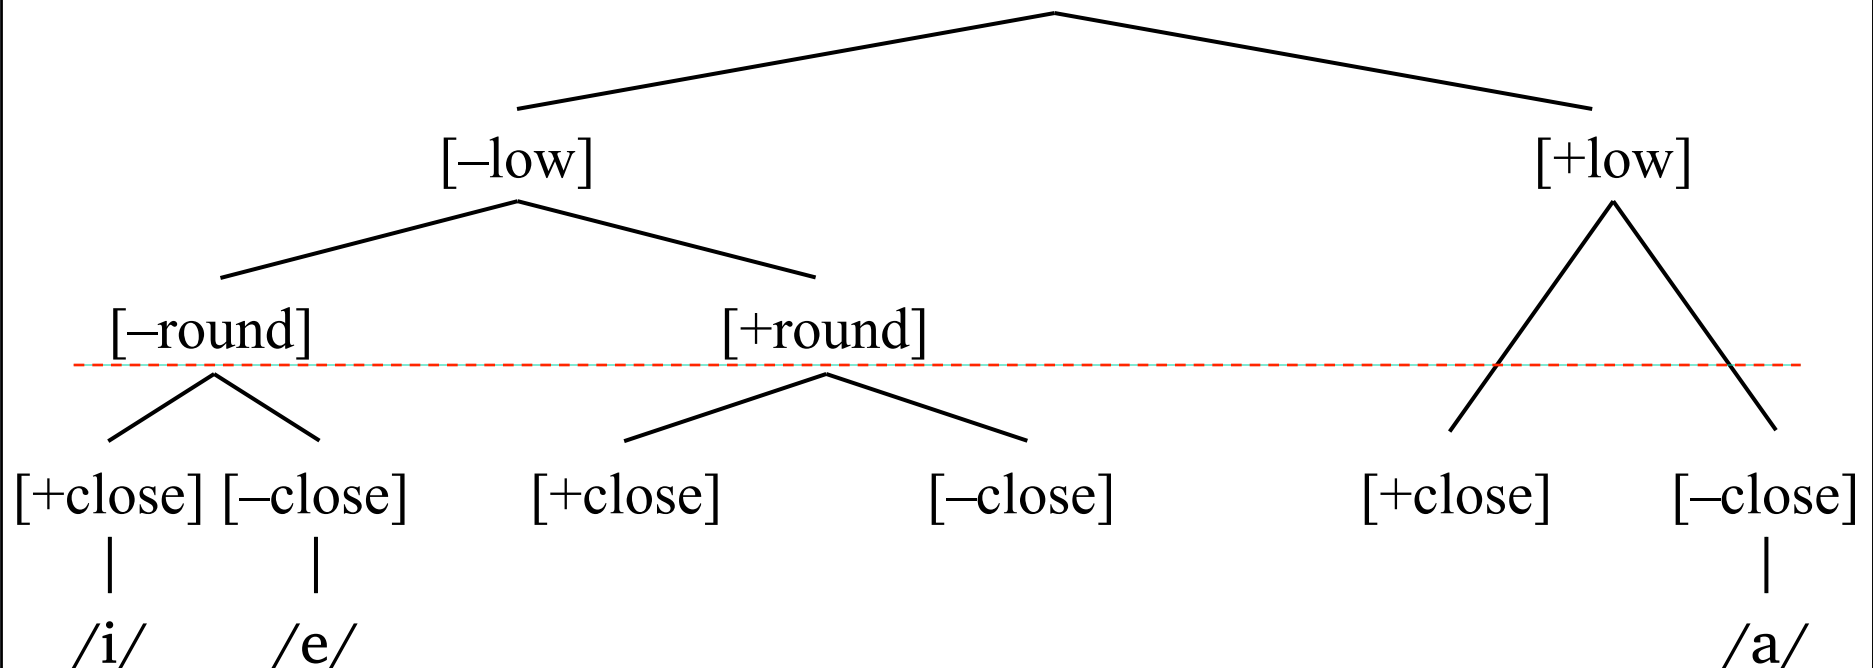 [–low] [+low]
[–round] [+round]
[+close] [–close] [+close] [–close] [+close] [–close]
/i/ /e/ /a/